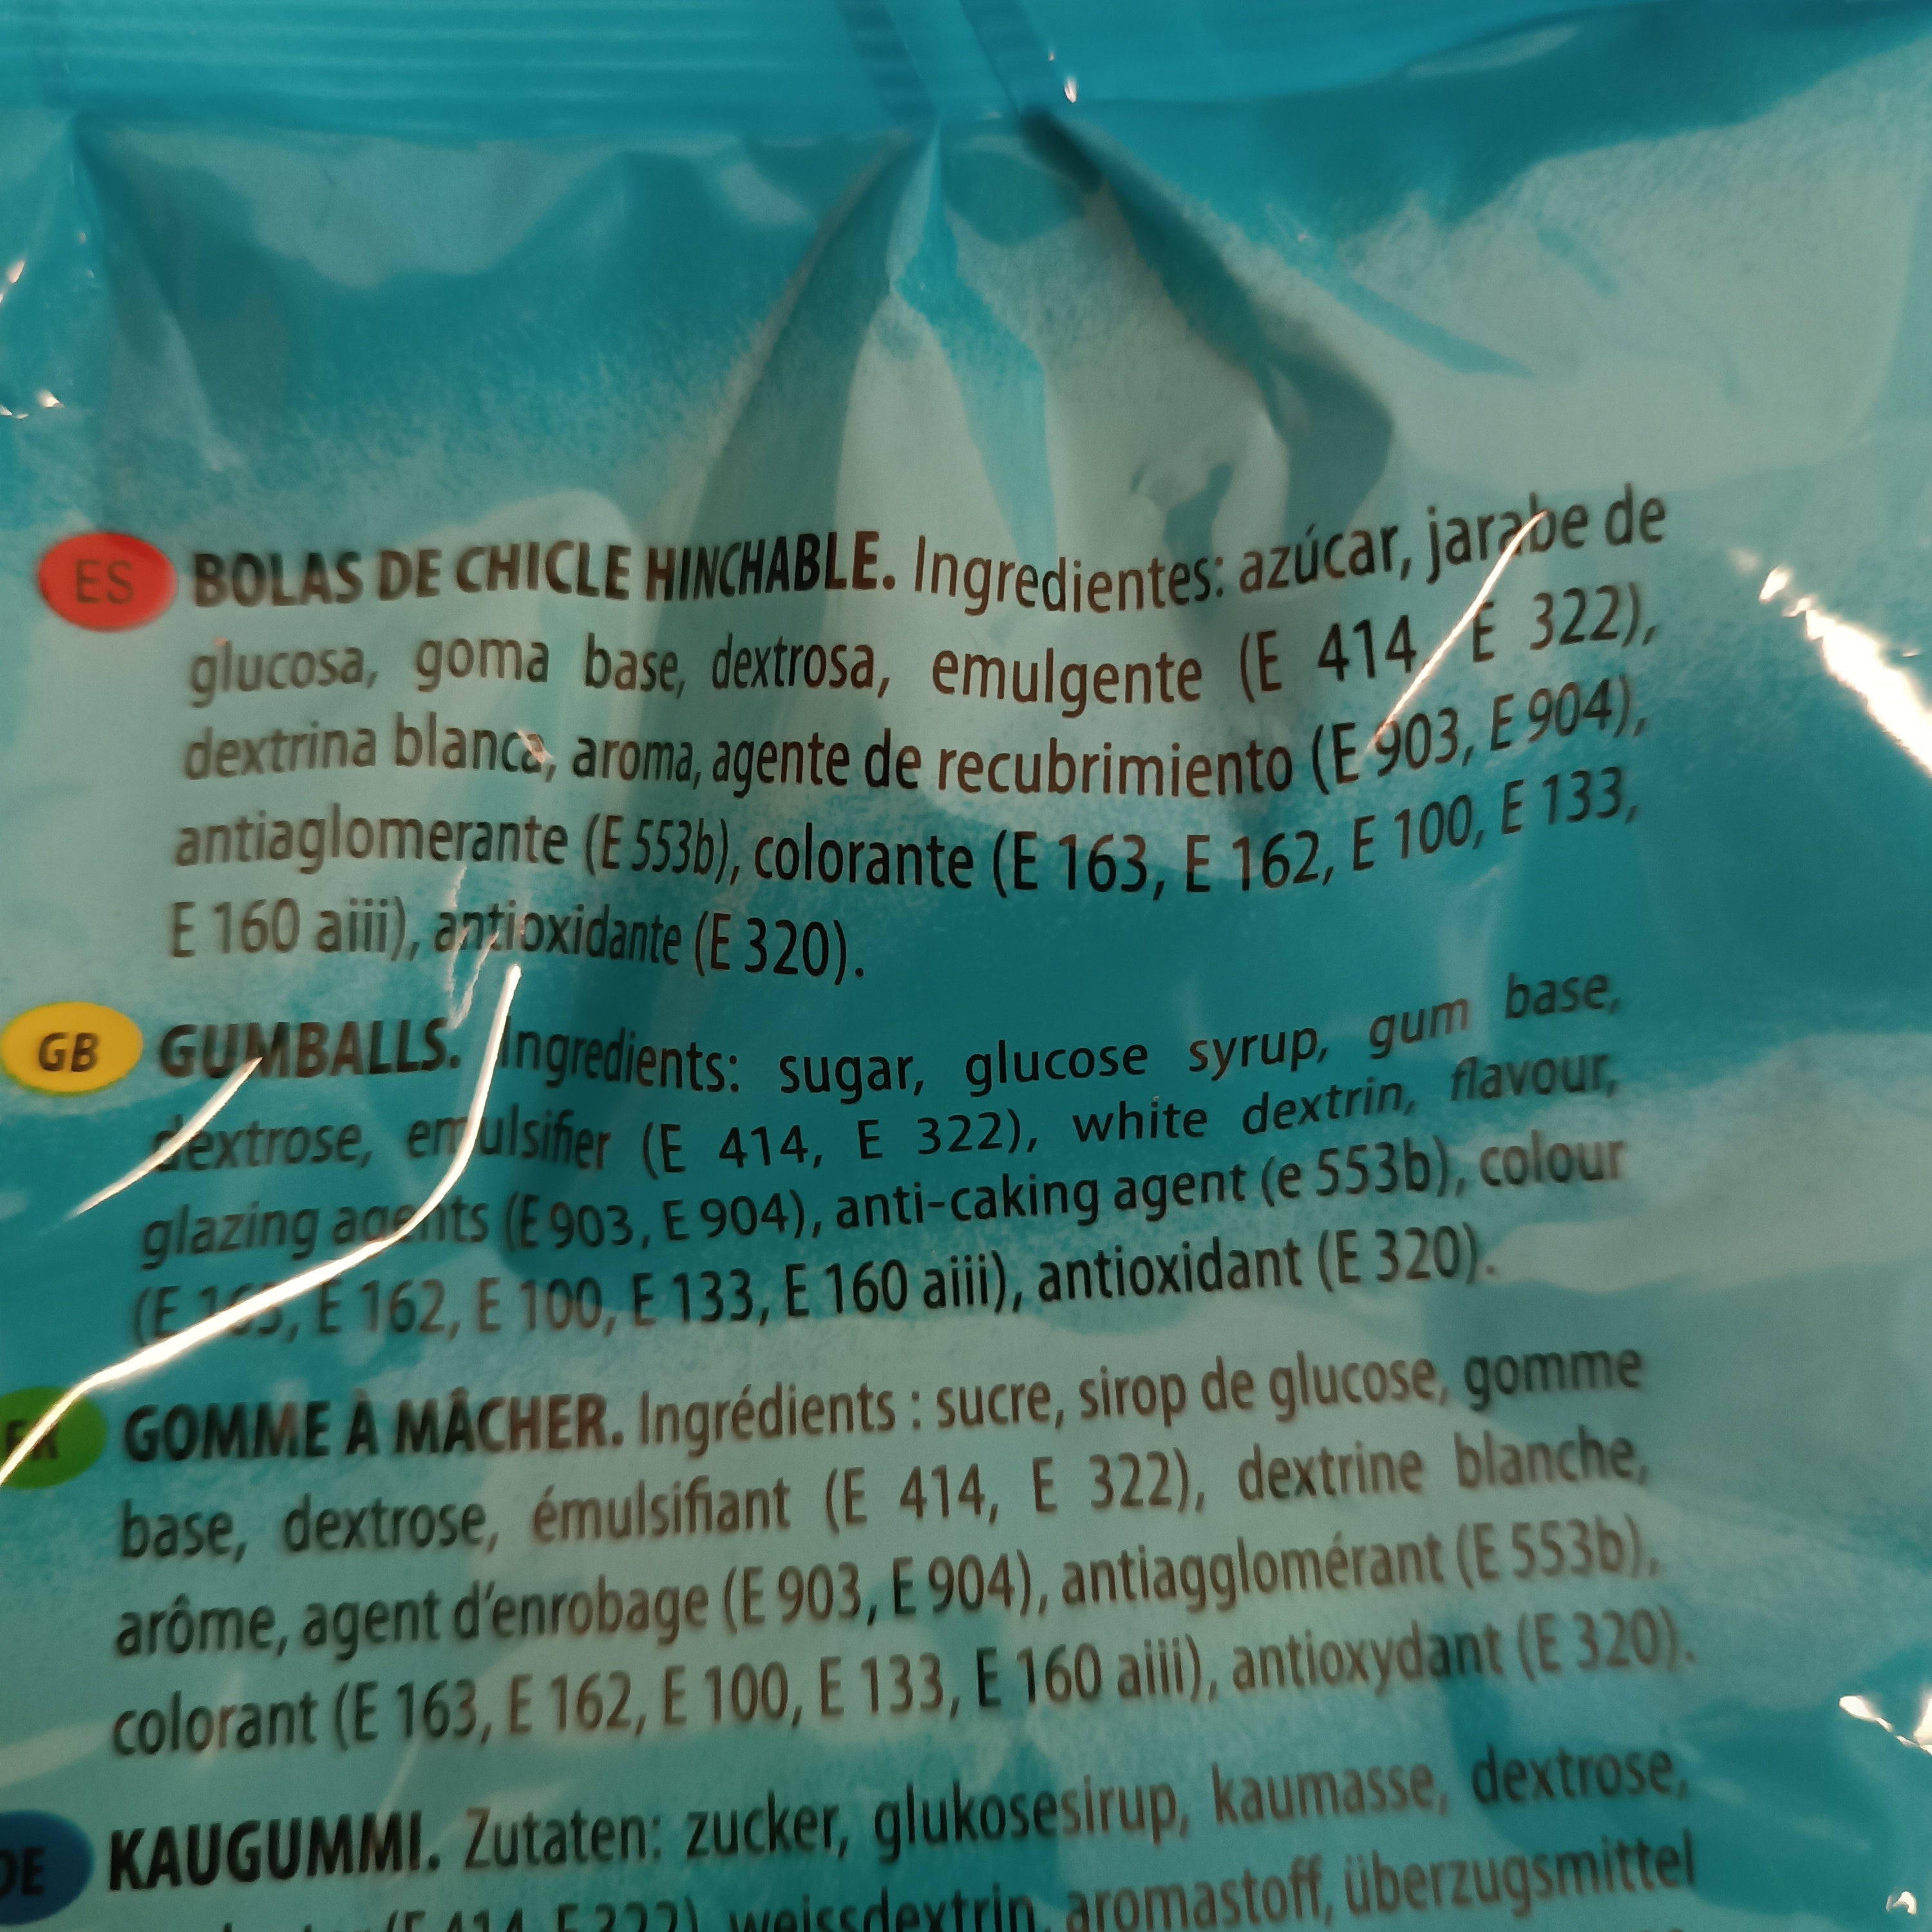 ES BOLAS DE CHICLE HINCHABLE. Ingredientes: azúcar, jarabe de
glucosa, goma base, dextrosa, emulgente (E 414, E 322),
dextrina blanca, aroma, agente de recubrimiento (E 903, E 904),
antiaglomerante (E 553b), colorante (E 163, E 162, E 100, E 133,
E 160 aiii), antioxidante (E 320).
GB GUMBALLS. Ingredients: sugar, glucose syrup, gum base,
dextrose, emulsifier (E 414, E 322), white dextrin, flavour,
glazing agents (E 903, E 904), anti-caking agent (e 553b), colour
(E 163, E 162, E 100, E 133, E 160 aiii), antioxidant (E 320).
FR GOMME À MÂCHER. Ingrédients : sucre, sirop de glucose, gomme
base, dextrose, émulsifiant (E 414, E 322), dextrine blanche,
arôme, agent d'enrobage (E 903, E 904), antiagglomérant (E 553b),
colorant (E 163, E 162, E 100, E 133, E 160 aiii), antioxydant (E 320).
DE KAUGUMMI. Zutaten: zucker, glukosesirup, kaumasse, dextrose,
(E 414, E 322), weissdextrin, aromastoff, überzugsmittel